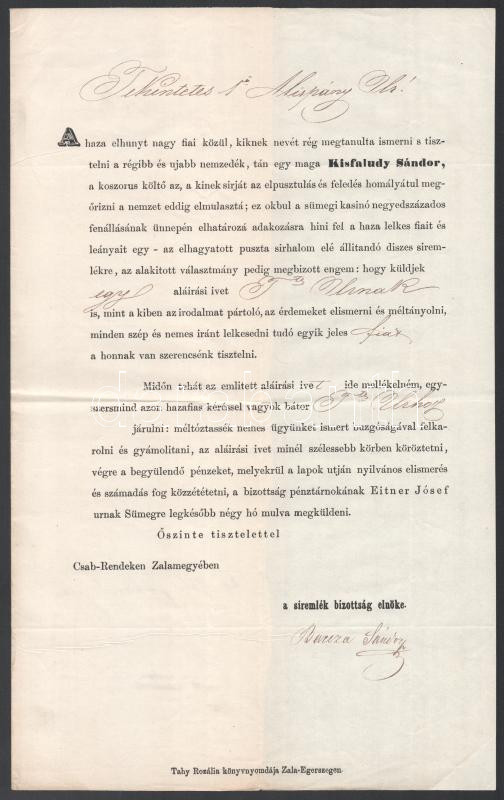 Tekintetes s Alispány Úr!
A haza elhunyt nagy fiai közül, kiknek nevét rég megtanulta ismerni s tisz-
telni a régibb és ujabb nemzedék, tán egy maga Kisfaludy Sándor,
a koszorus költő az, a kinek sirját az elpusztulás és feledés homályátul meg-
őrizni a nemzet eddig elmulasztá; ez okbul a sümegi kasinó negyedszázados
fenállásának ünnepén elhatározá adakozásra hini fel a haza lelkes fiait és
leányait egy - az elhagyatott puszta sirhalom elé állitandó diszes sirem-
lékre, az alakitott választmány pedig megbizott engem: hogy küldjek
egy aláirási ivet T. Urnak
is, mint a kiben az irodalmat pártoló, az érdemeket elismerni és méltányolni,
minden szép és nemes iránt lelkesedni tudó egyik jeles fiát
a honnak van szerencsénk tisztelni.
Midőn tehát az emlitett aláirási ivet ide mellékelném, egy-
szersmind azon hazafias kéréssel vagyok bátor T. Urhoz
járulni: méltóztassék nemes ügyünket ismert buzgóságával felka-
rolni és gyámolitani, az aláirási ivet minél szélesebb körben köröztetni,
végre a begyülendő pénzeket, melyekrül a lapok utján nyilvános elismerés
és számadás fog közzététetni, a bizottság pénztárnokának Eitner József
urnak Sümegre legkésőbb négy hó mulva megküldeni.
Őszinte tisztelettel
Csab-Rendeken Zalamegyében
a siremlék bizottság elnöke.
Barcza Sándor
Tahy Rozália könyvnyomdája Zala-Egerszegen.